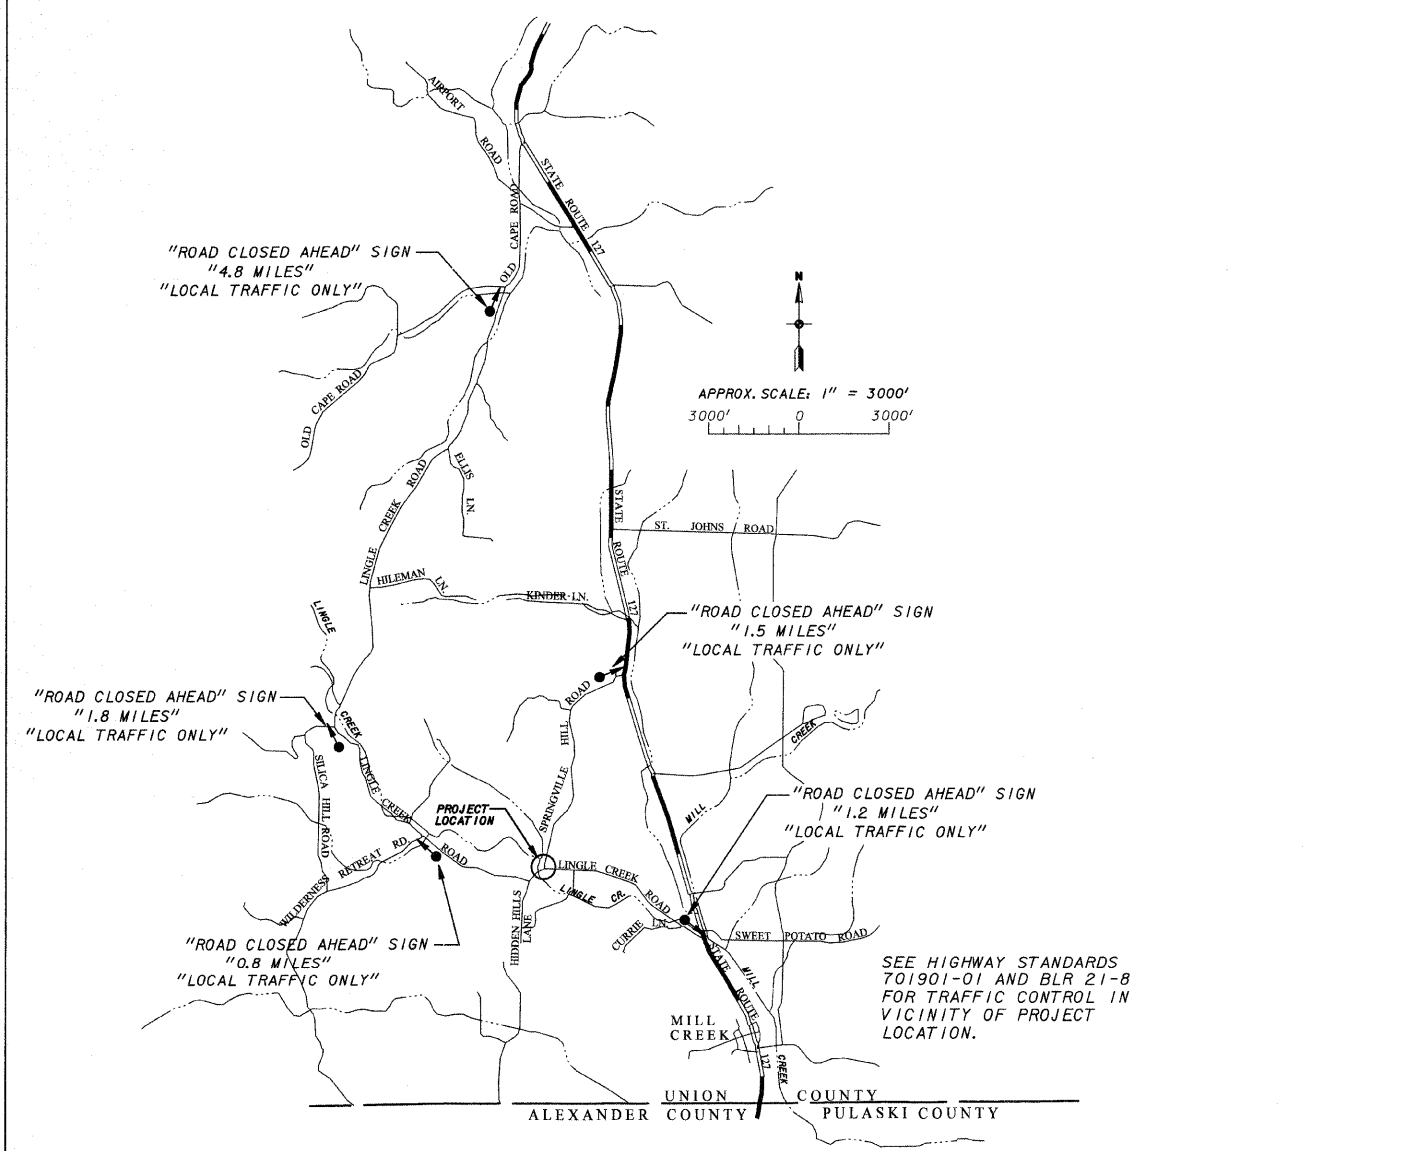 AIRPORT
ROAD
STATE
ROUTE
127
OLD
CAPE ROAD
"ROAD CLOSED AHEAD" SIGN
"4.8 MILES"
"LOCAL TRAFFIC ONLY"
N
APPROX. SCALE: 1" = 3000'
3000' 0 3000'
OLD
CAPE ROAD
ELLIS
LN.
LINGLE
CREEK
ROAD
STATE
ROUTE
127
ST. JOHNS ROAD
HILEMAN
LN.
KINDER LN.
LINGLE
CREEK
"ROAD CLOSED AHEAD" SIGN
"1.5 MILES"
"LOCAL TRAFFIC ONLY"
"ROAD CLOSED AHEAD" SIGN
"1.8 MILES"
"LOCAL TRAFFIC ONLY"
SPRINGVILLE
HILL
ROAD
MILL
CREEK
SILICA
HILL
ROAD
LINGLE
CREEK
ROAD
PROJECT
LOCATION
"ROAD CLOSED AHEAD" SIGN
"1.2 MILES"
"LOCAL TRAFFIC ONLY"
WILDERNESS
RETREAT RD.
LINGLE CREEK
ROAD
LINGLE CR.
HIDDEN HILLS
LANE
CURRIE
LN.
SWEET POTATO ROAD
"ROAD CLOSED AHEAD" SIGN
"0.8 MILES"
"LOCAL TRAFFIC ONLY"
STATE
ROUTE
127
MILL
CREEK
SEE HIGHWAY STANDARDS
701901-01 AND BLR 21-8
FOR TRAFFIC CONTROL IN
VICINITY OF PROJECT
LOCATION.
MILL
CREEK
UNION COUNTY
ALEXANDER COUNTY
PULASKI COUNTY